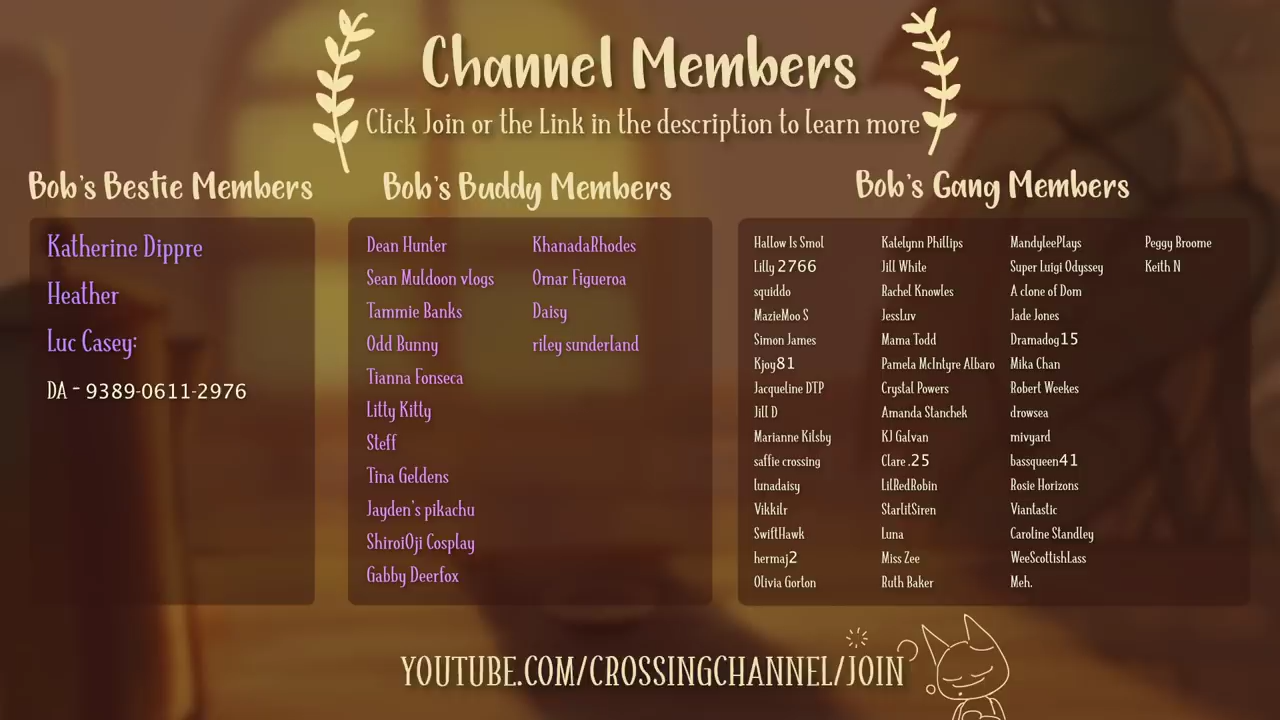 Channel Members
Click Join or the Link in the description to learn more
Bob's Bestie Members
Katherine Dippre
Heather
Luc Casey:
DA - 9389-0611-2976
Bob's Buddy Members
Dean Hunter
Sean Muldoon vlogs
Tammie Banks
Odd Bunny
Tianna Fonseca
Litty Kitty
Steff
Tina Geldens
Jayden's pikachu
ShiroiOji Cosplay
Gabby Deerfox
KhanadaRhodes
Omar Figueroa
Daisy
riley sunderland
Bob's Gang Members
Hallow Is Smol
Lilly 2766
squiddo
MazieMoo S
Simon James
Kjoy81
Jacqueline DTP
Jill D
Marianne Kilsby
saffie crossing
lunadaisy
Vikkilr
SwiftHawk
hermaj2
Olivia Gorton
Katelynn Phillips
Jill White
Rachel Knowles
JessLuv
Mama Todd
Pamela McIntyre Albaro
Crystal Powers
Amanda Stanchek
KJ Galvan
Clare .25
LilRedRobin
StarlitSiren
Luna
Miss Zee
Ruth Baker
MandyleePlays
Super Luigi Odyssey
A clone of Dom
Jade Jones
Dramadog15
Mika Chan
Robert Weekes
drowsea
mivyard
bassqueen41
Rosie Horizons
Viantastic
Caroline Standley
WeeScottishLass
Meh.
Peggy Broome
Keith N
YOUTUBE.COM/CROSSINGCHANNEL/JOIN